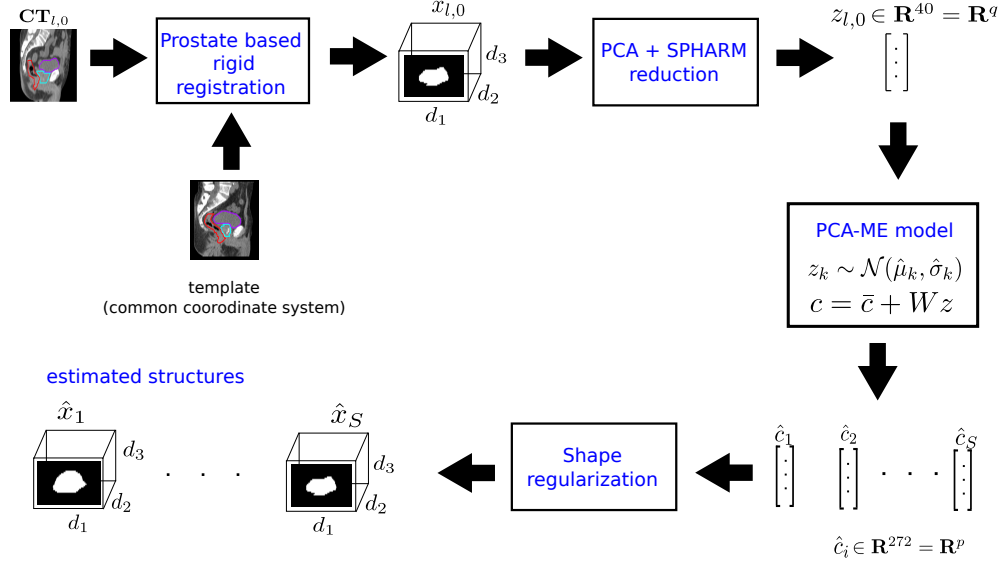 CT_{l,0}
Prostate based
rigid
registration
x_{l,0}
d_3
d_2
d_1
PCA + SPHARM
reduction
z_{l,0} ∈ R^{40} = R^q
template
(common coorodinate system)
PCA-ME model
z_k ∼ N(μ̂_k, σ̂_k)
c = c̄ + Wz
estimated structures
x̂_1
d_3
d_2
d_1
. . .
x̂_S
d_3
d_2
d_1
Shape
regularization
ĉ_1 ĉ_2 . . . ĉ_S
ĉ_i ∈ R^{272} = R^p